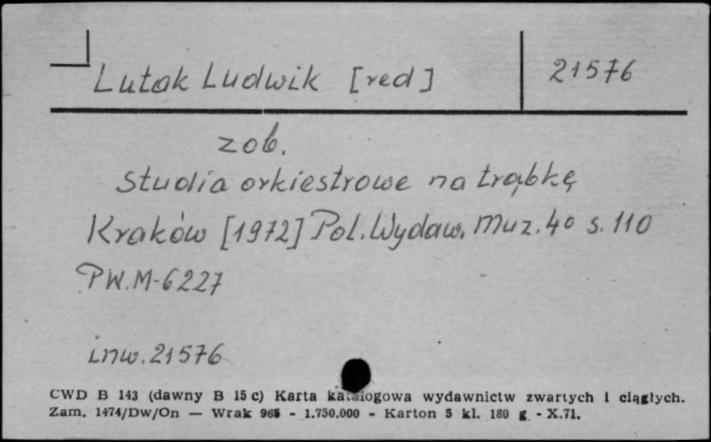 Lutak Ludwik [red]
21576
zob.
Studia orkiestrowe na trąbkę
Kraków [1972] Pol. Wydaw. Muz. 4° s. 110
PW.M-6227
inw. 21576
CWD B 143 (dawny B 15 c) Karta katalogowa wydawnictw zwartych i ciągłych.
Zam. 1474/Dw/On — Wrak 965 - 1.750.000 - Karton 5 kl. 180 g - X.71.